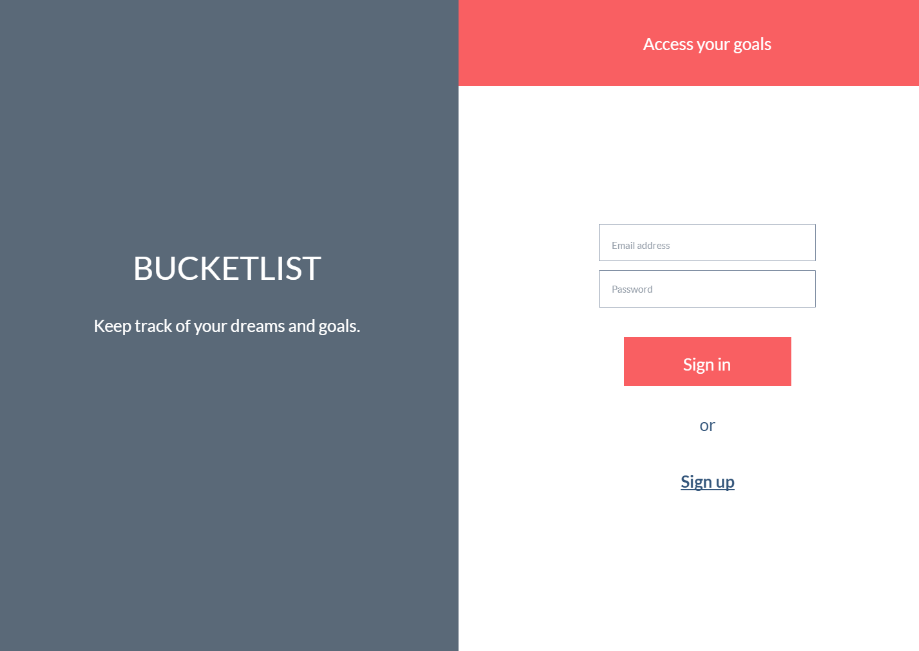 BUCKETLIST
Keep track of your dreams and goals.
Access your goals
Email address
Password
Sign in
or
Sign up